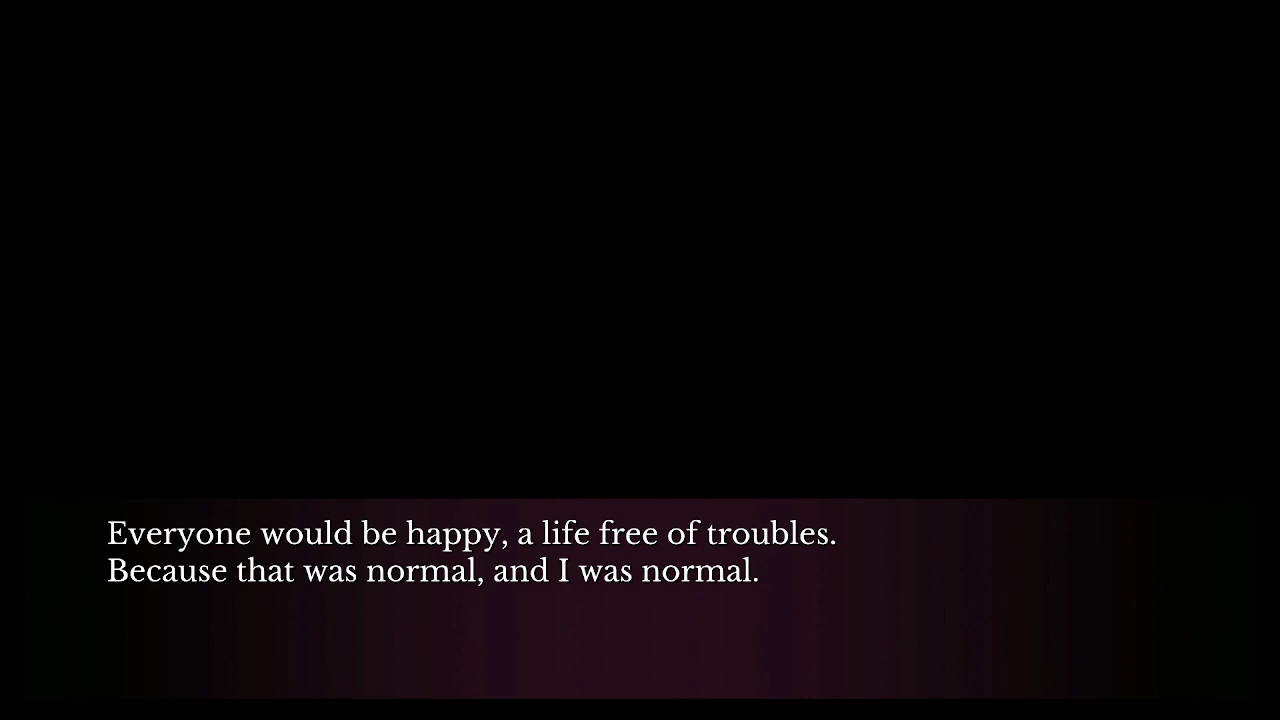 Everyone would be happy, a life free of troubles.
Because that was normal, and I was normal.